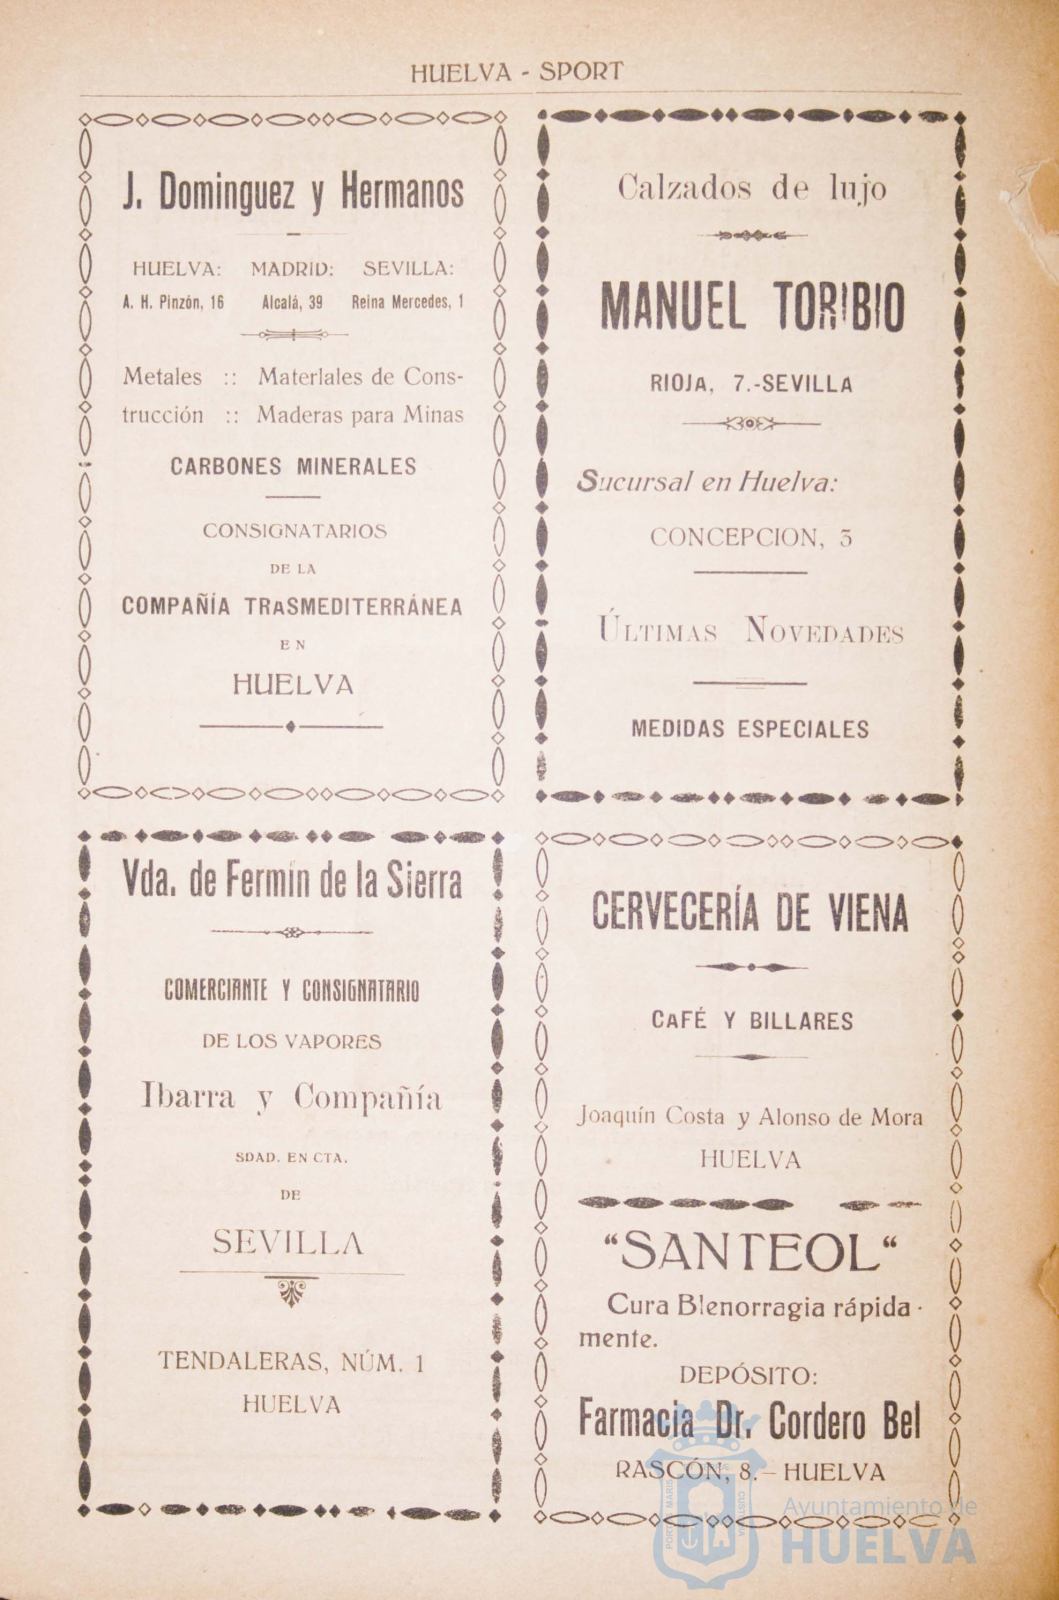 HUELVA - SPORT
J. Dominguez y Hermanos
HUELVA: MADRID: SEVILLA:
A. H. Pinzón, 16 Alcalá, 39 Reina Mercedes, 1
Metales :: Materiales de Cons-
trucción :: Maderas para Minas
CARBONES MINERALES
CONSIGNATARIOS
DE LA
COMPAÑÍA TRASMEDITERRÁNEA
EN
HUELVA
Calzados de lujo
MANUEL TORIBIO
RIOJA, 7.-SEVILLA
Sucursal en Huelva:
CONCEPCION, 3
ÚLTIMAS NOVEDADES
MEDIDAS ESPECIALES
Vda. de Fermín de la Sierra
COMERCIANTE Y CONSIGNATARIO
DE LOS VAPORES
Ibarra y Compañía
SDAD. EN CTA.
DE
SEVILLA
TENDALERAS, NÚM. 1
HUELVA
CERVECERÍA DE VIENA
CAFÉ Y BILLARES
Joaquín Costa y Alonso de Mora
HUELVA
"SANTEOL"
Cura Blenorragia rápida-
mente.
DEPÓSITO:
Farmacia Dr. Cordero Bel
RASCÓN, 8.- HUELVA
Ayuntamiento de
HUELVA